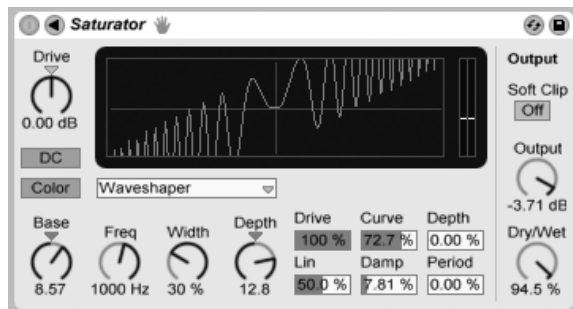 Saturator
Drive
0.00 dB
DC
Color
Waveshaper
Base
8.57
Freq
1000 Hz
Width
30 %
Depth
12.8
Drive
100 %
Curve
72.7 %
Depth
0.00 %
Lin
50.0 %
Damp
7.81 %
Period
0.00 %
Output
Soft Clip
Off
Output
-3.71 dB
Dry/Wet
94.5 %